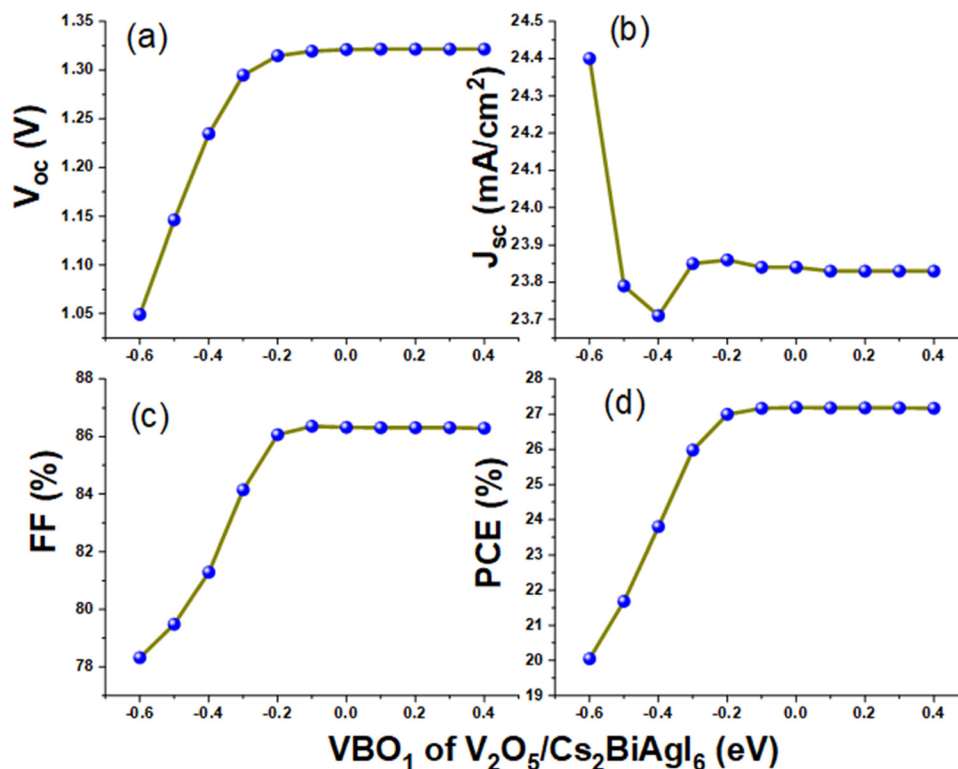 (a)
V_oc (V)
1.35
1.30
1.25
1.20
1.15
1.10
1.05
-0.6 -0.4 -0.2 0.0 0.2 0.4
(b)
J_sc (mA/cm²)
24.5
24.4
24.3
24.2
24.1
24.0
23.9
23.8
23.7
-0.6 -0.4 -0.2 0.0 0.2 0.4
(c)
FF (%)
88
86
84
82
80
78
-0.6 -0.4 -0.2 0.0 0.2 0.4
(d)
PCE (%)
28
27
26
25
24
23
22
21
20
19
-0.6 -0.4 -0.2 0.0 0.2 0.4
VBO₁ of V₂O₅/Cs₂BiAgI₆ (eV)